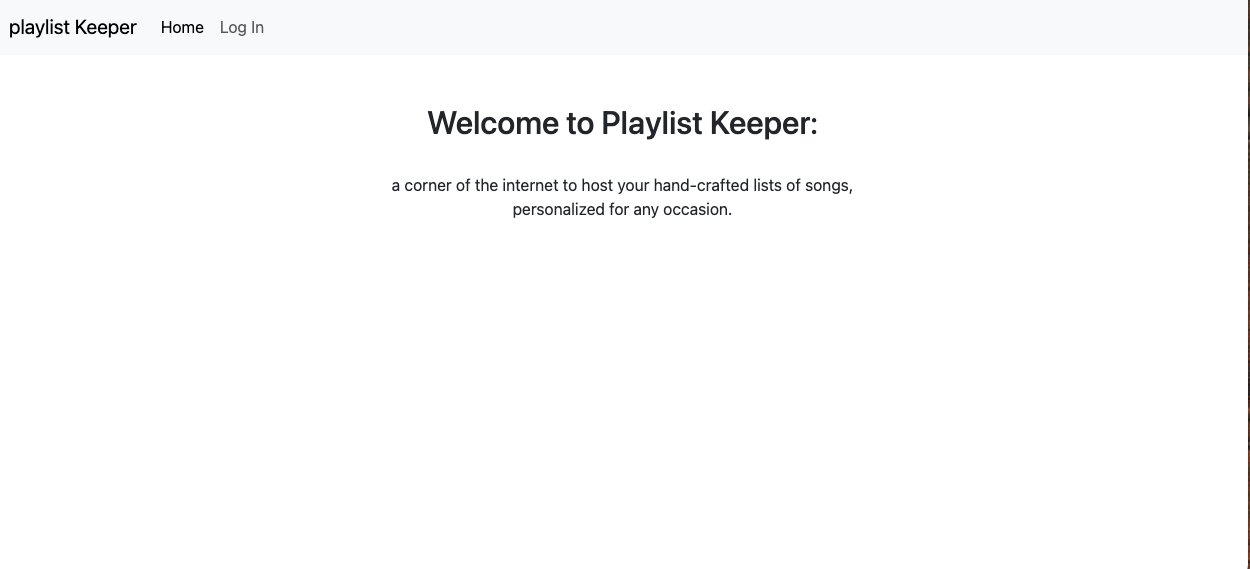 playlist Keeper Home Log In
Welcome to Playlist Keeper:
a corner of the internet to host your hand-crafted lists of songs,
personalized for any occasion.